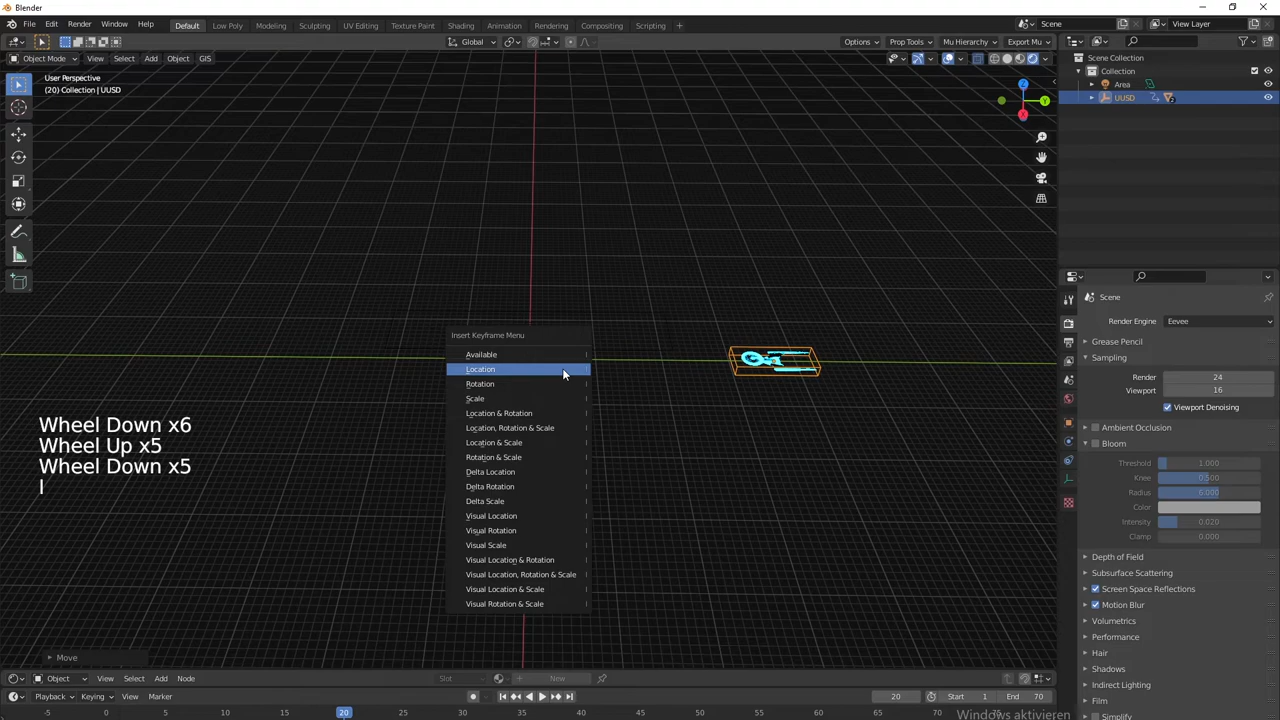 Blender
File Edit Render Window Help
Default Low Poly Modeling Sculpting UV Editing Texture Paint Shading Animation Rendering Compositing Scripting +
Scene View Layer
Global Options Prop Tools Mu Hierarchy Export Mu
Object Mode View Select Add Object GIS
User Perspective
(20) Collection | UUSD
Scene Collection
Collection
Area
UUSD
Z
Y
X
Scene
Render Engine Eevee
Grease Pencil
Sampling
Render 24
Viewport 16
Viewport Denoising
Ambient Occlusion
Bloom
Threshold 1.000
Knee 0.500
Radius 6.000
Color
Intensity 0.020
Clamp 0.000
Depth of Field
Subsurface Scattering
Screen Space Reflections
Motion Blur
Volumetrics
Performance
Hair
Shadows
Indirect Lighting
Film
Simplify
Insert Keyframe Menu
Available I
Location I
Rotation I
Scale I
Location & Rotation I
Location, Rotation & Scale I
Location & Scale I
Rotation & Scale I
Delta Location I
Delta Rotation I
Delta Scale I
Visual Location I
Visual Rotation I
Visual Scale I
Visual Location & Rotation I
Visual Location, Rotation & Scale I
Visual Location & Scale I
Visual Rotation & Scale I
Wheel Down x6
Wheel Up x5
Wheel Down x5
I
Move
Object View Select Add Node Slot New
Playback Keying View Marker 20 Start 1 End 70
-5 0 5 10 15 20 25 30 35 40 45 50 55 60 65 70 75
Windows aktivieren